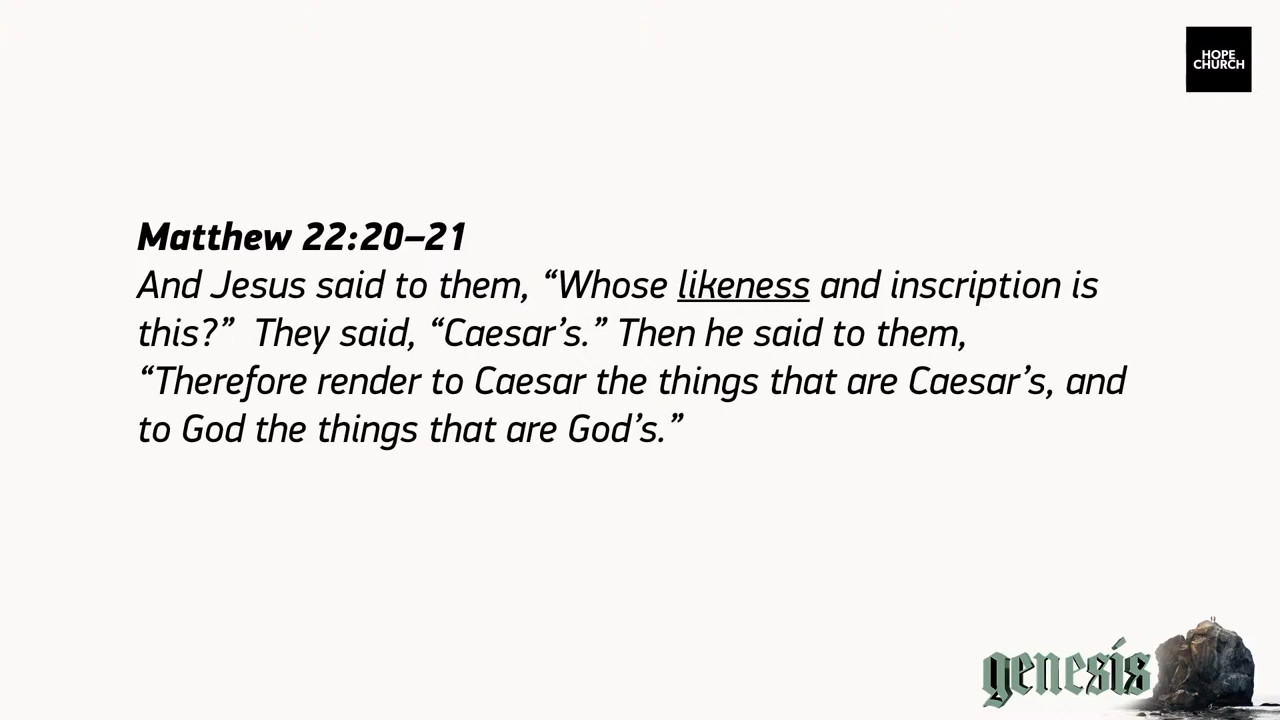 HOPE
CHURCH
Matthew 22:20–21
And Jesus said to them, “Whose likeness and inscription is
this?”  They said, “Caesar’s.” Then he said to them,
“Therefore render to Caesar the things that are Caesar’s, and
to God the things that are God’s.”
genesis